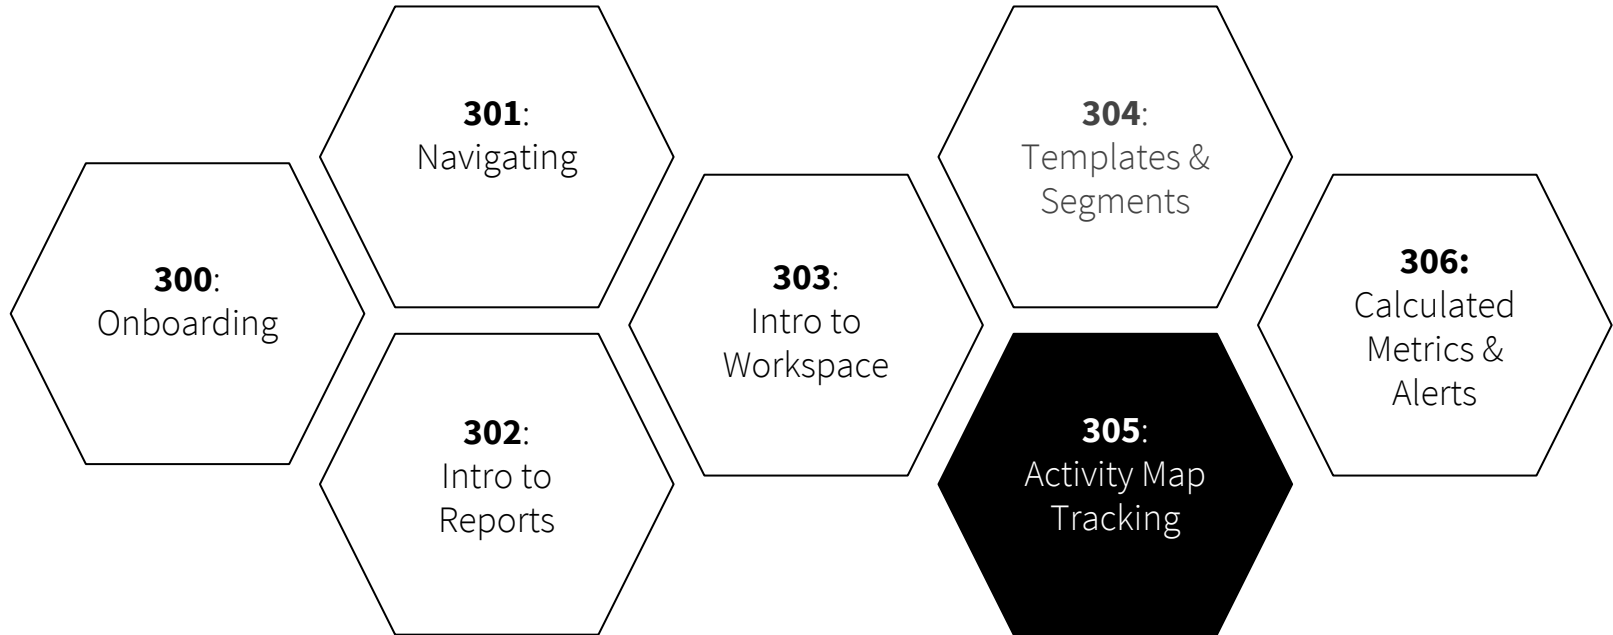 300:
Onboarding
301:
Navigating
302:
Intro to
Reports
303:
Intro to
Workspace
304:
Templates &
Segments
305:
Activity Map
Tracking
306:
Calculated
Metrics &
Alerts